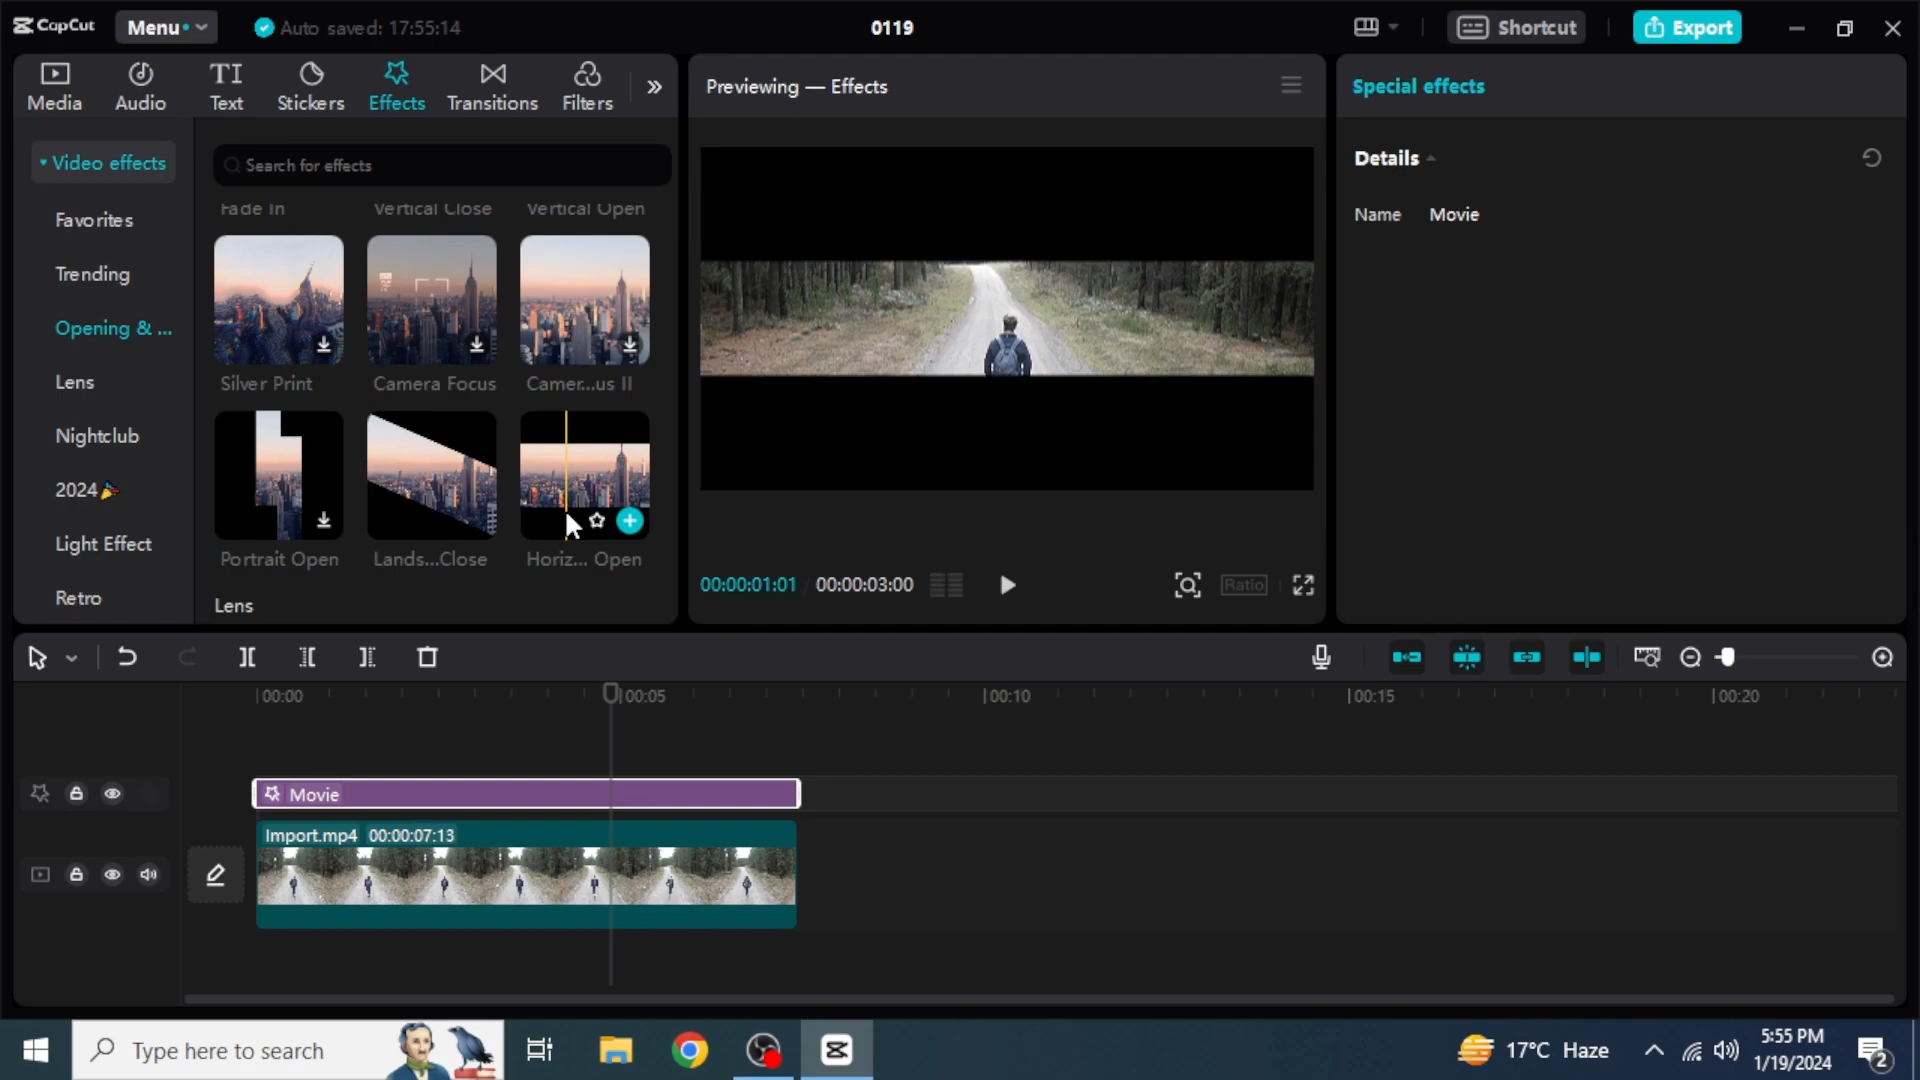 CapCut
Menu
Auto saved: 17:55:14
0119
Shortcut
Export
Media
Audio
TI
Text
Stickers
Effects
Transitions
Filters
Previewing — Effects
Special effects
Video effects
Search for effects
Details
Favorites
Fade In
Vertical Close
Vertical Open
Name
Movie
Trending
Opening & ...
Lens
Silver Print
Camera Focus
Camer...us II
Nightclub
2024
Light Effect
Portrait Open
Lands...Close
Horiz... Open
Retro
Lens
00:00:01:01
00:00:03:00
Ratio
00:00
00:05
00:10
00:15
00:20
Movie
Import.mp4 00:00:07:13
Type here to search
17°C Haze
5:55 PM
1/19/2024
2